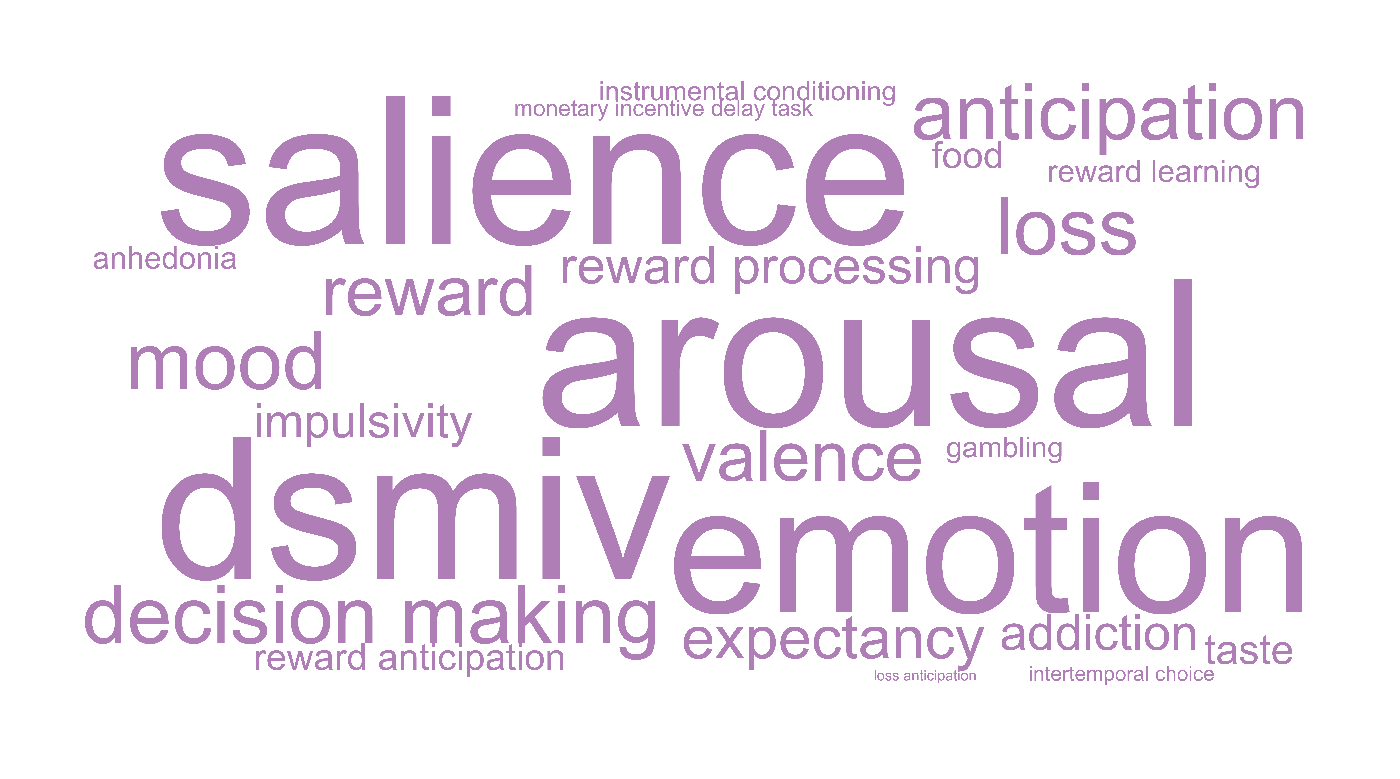 instrumental conditioning
monetary incentive delay task
salience
anticipation
food
reward learning
loss
anhedonia
reward
reward processing
arousal
mood
impulsivity
valence
gambling
dsmiv
emotion
decision making
expectancy
addiction
taste
reward anticipation
loss anticipation
intertemporal choice